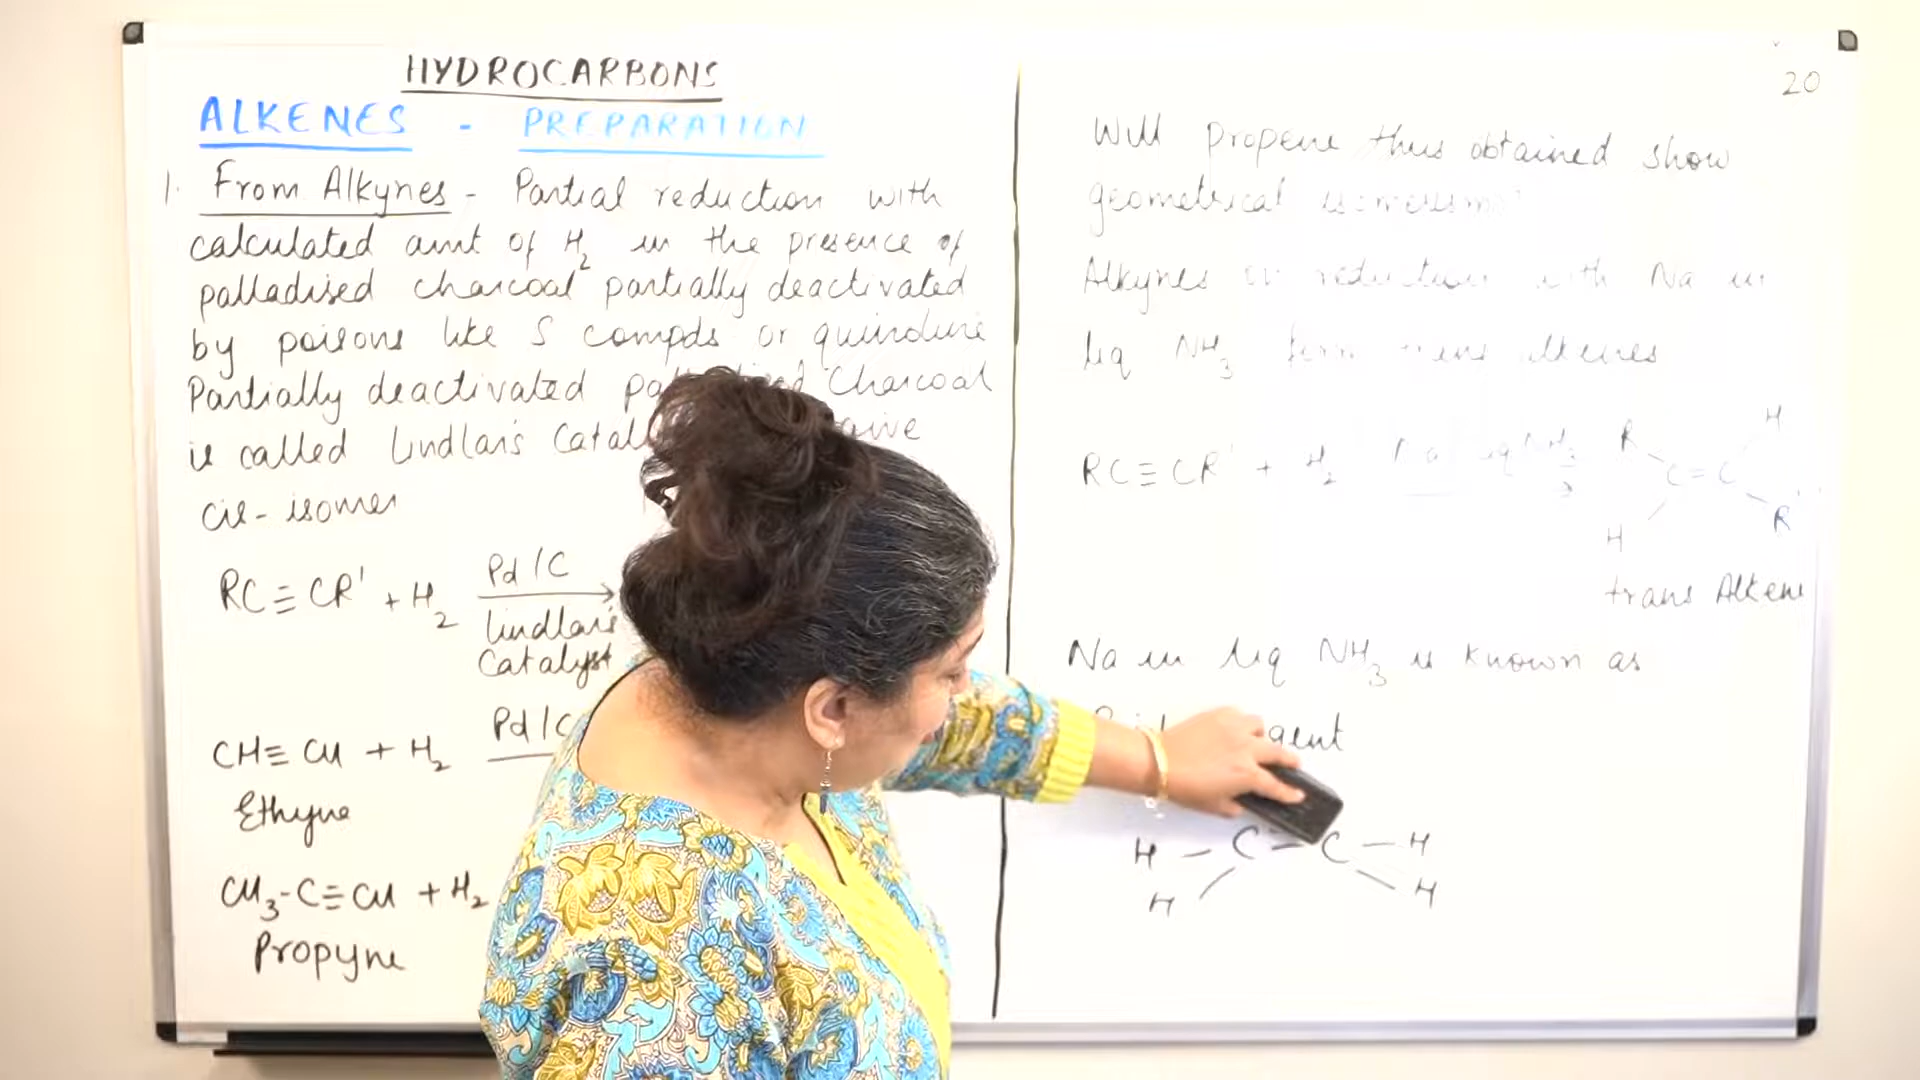 HYDROCARBONS
ALKENES - PREPARATION
1. From Alkynes - Partial reduction with
calculated amt of H₂ in the presence of
palladised charcoal partially deactivated
by poisons like S compds or quinoline
Partially deactivated Charcoal
is called Lindlar's give
cis-isomer
RC≡CR' + H₂ Pd/C
Lindlar's
Catalyst
CH≡CH + H₂ Pd/C
Ethyne
CH₃-C≡CH + H₂
Propyne
20
Will propene thus obtained show
geometrical isomerism
Alkynes on reduction with Na in
liq NH₃ form trans alkenes
RC≡CR' + H₂ Na liq NH₃ → R H
C=C
H R'
trans Alkene
Na in liq NH₃ is known as
H - C - C - H
H H